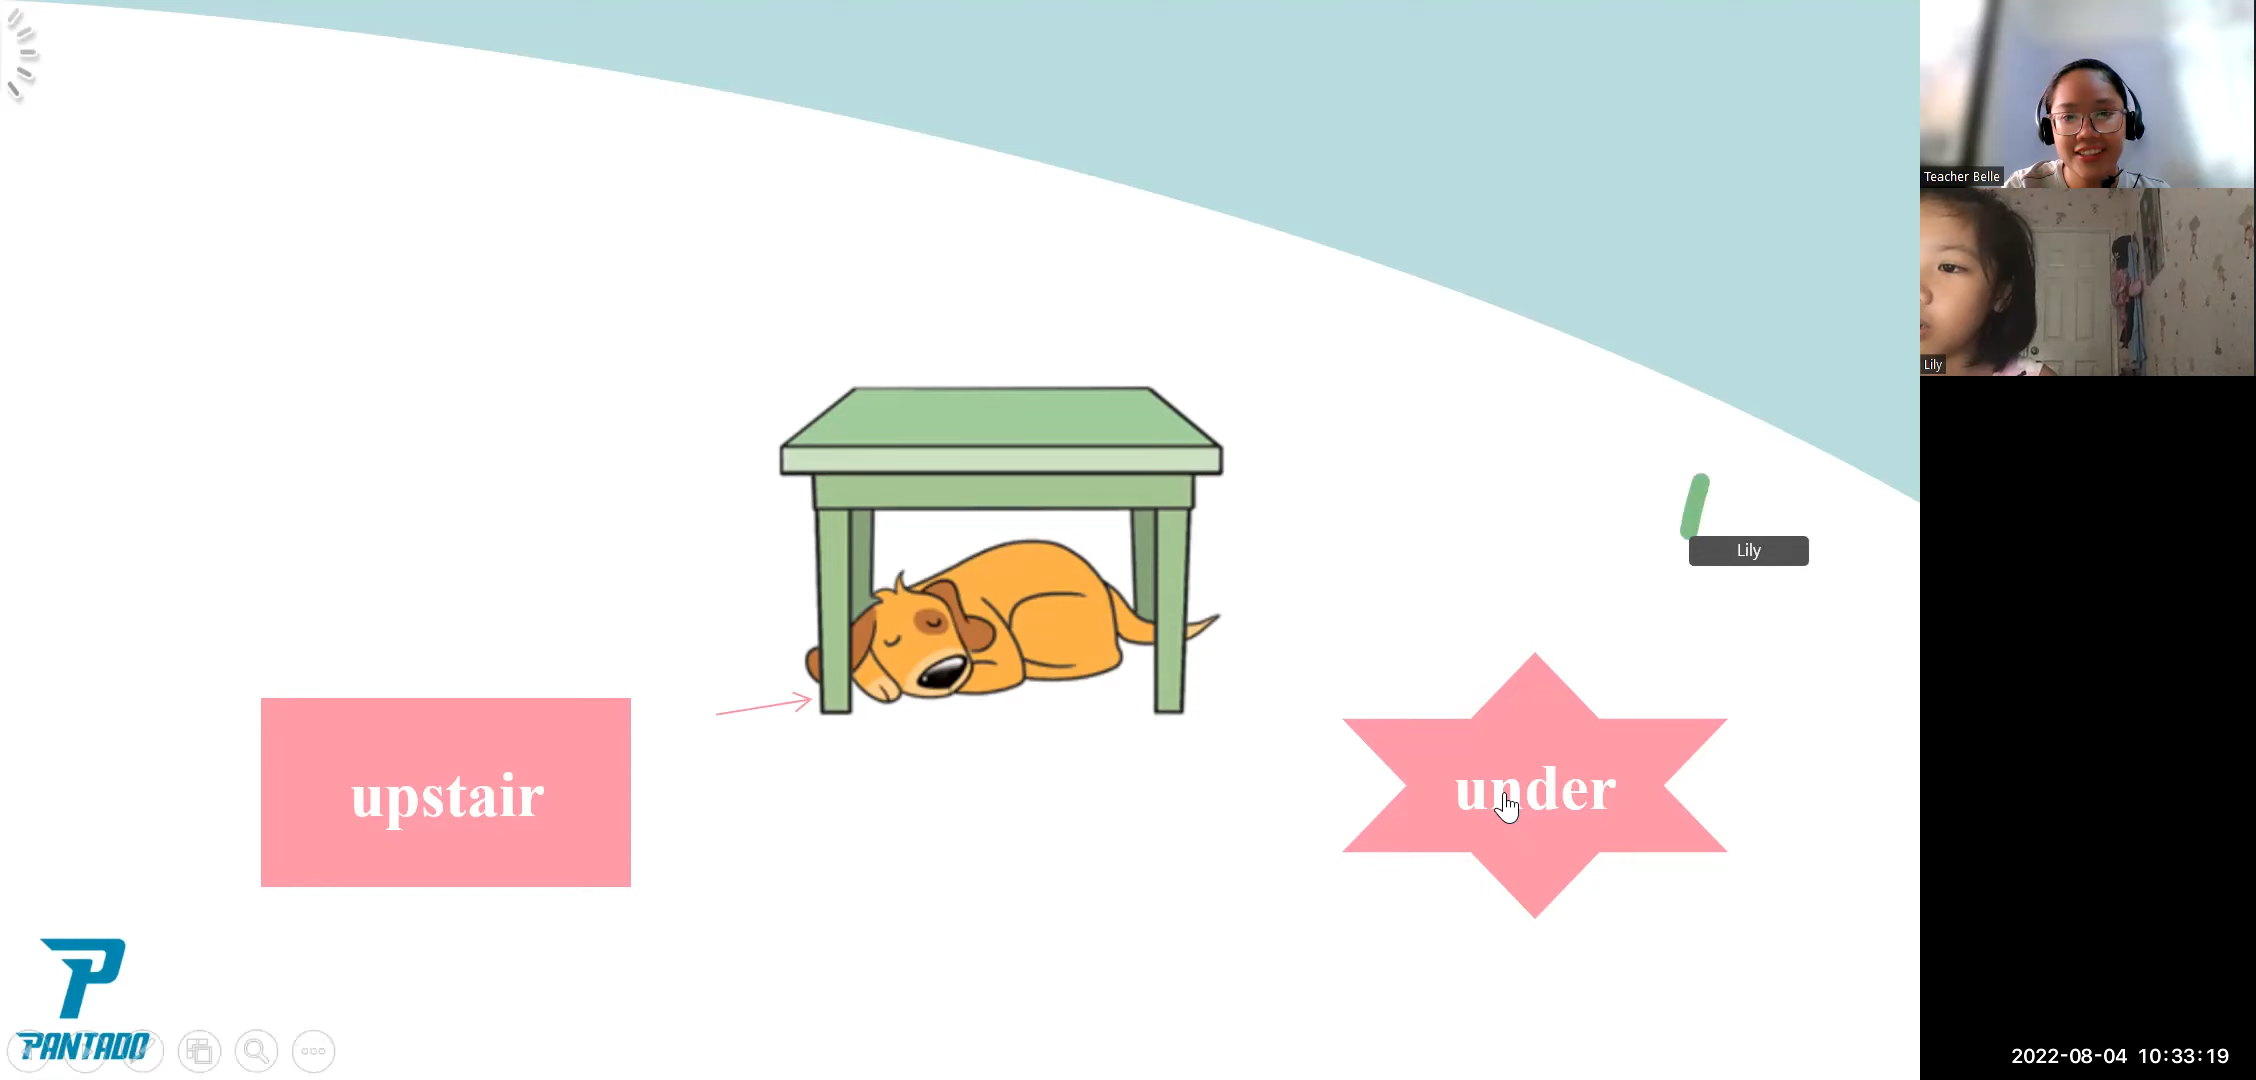 Teacher Belle
Lily
Lily
upstair
under
PANTADO
2022-08-04 10:33:19